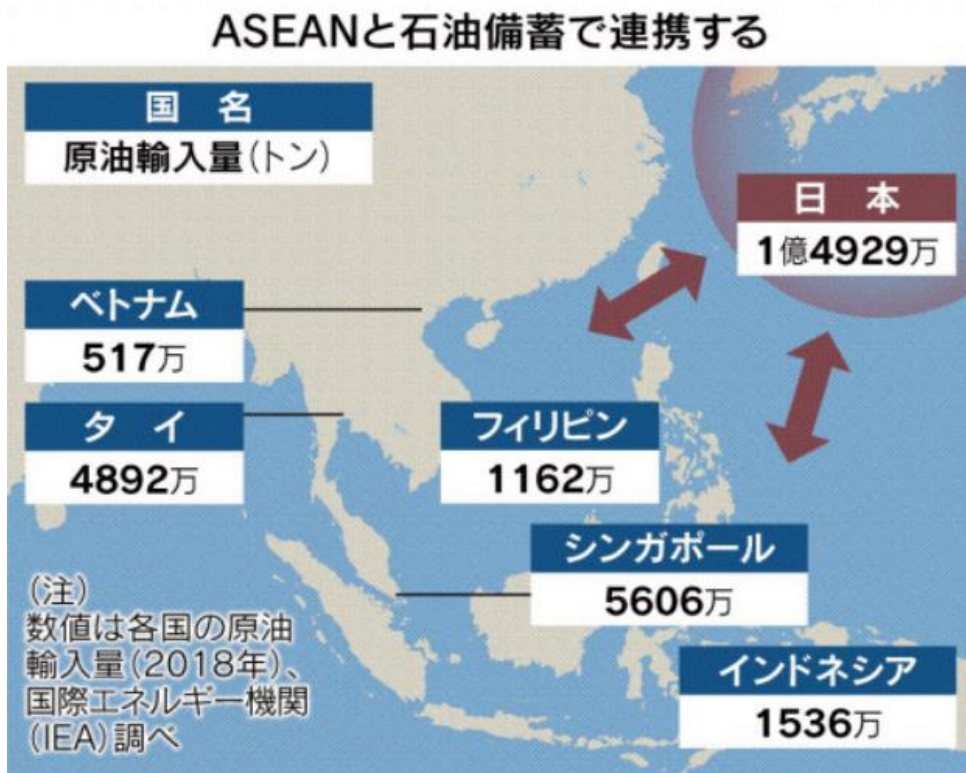 ASEANと石油備蓄で連携する
国 名
原油輸入量(トン)
日 本
1億4929万
ベトナム
517万
タ イ
4892万
フィリピン
1162万
シンガポール
5606万
インドネシア
1536万
(注)
数値は各国の原油
輸入量(2018年)、
国際エネルギー機関
(IEA)調べ